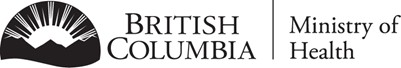 BRITISH
COLUMBIA
Ministry of
Health